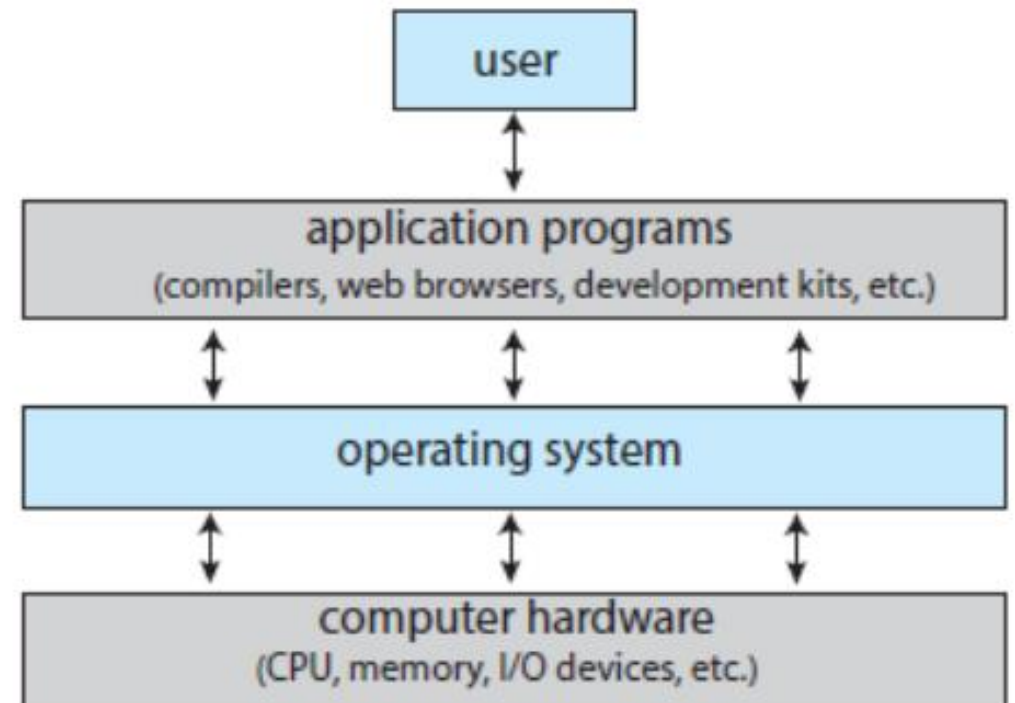 user
application programs
(compilers, web browsers, development kits, etc.)
operating system
computer hardware
(CPU, memory, I/O devices, etc.)